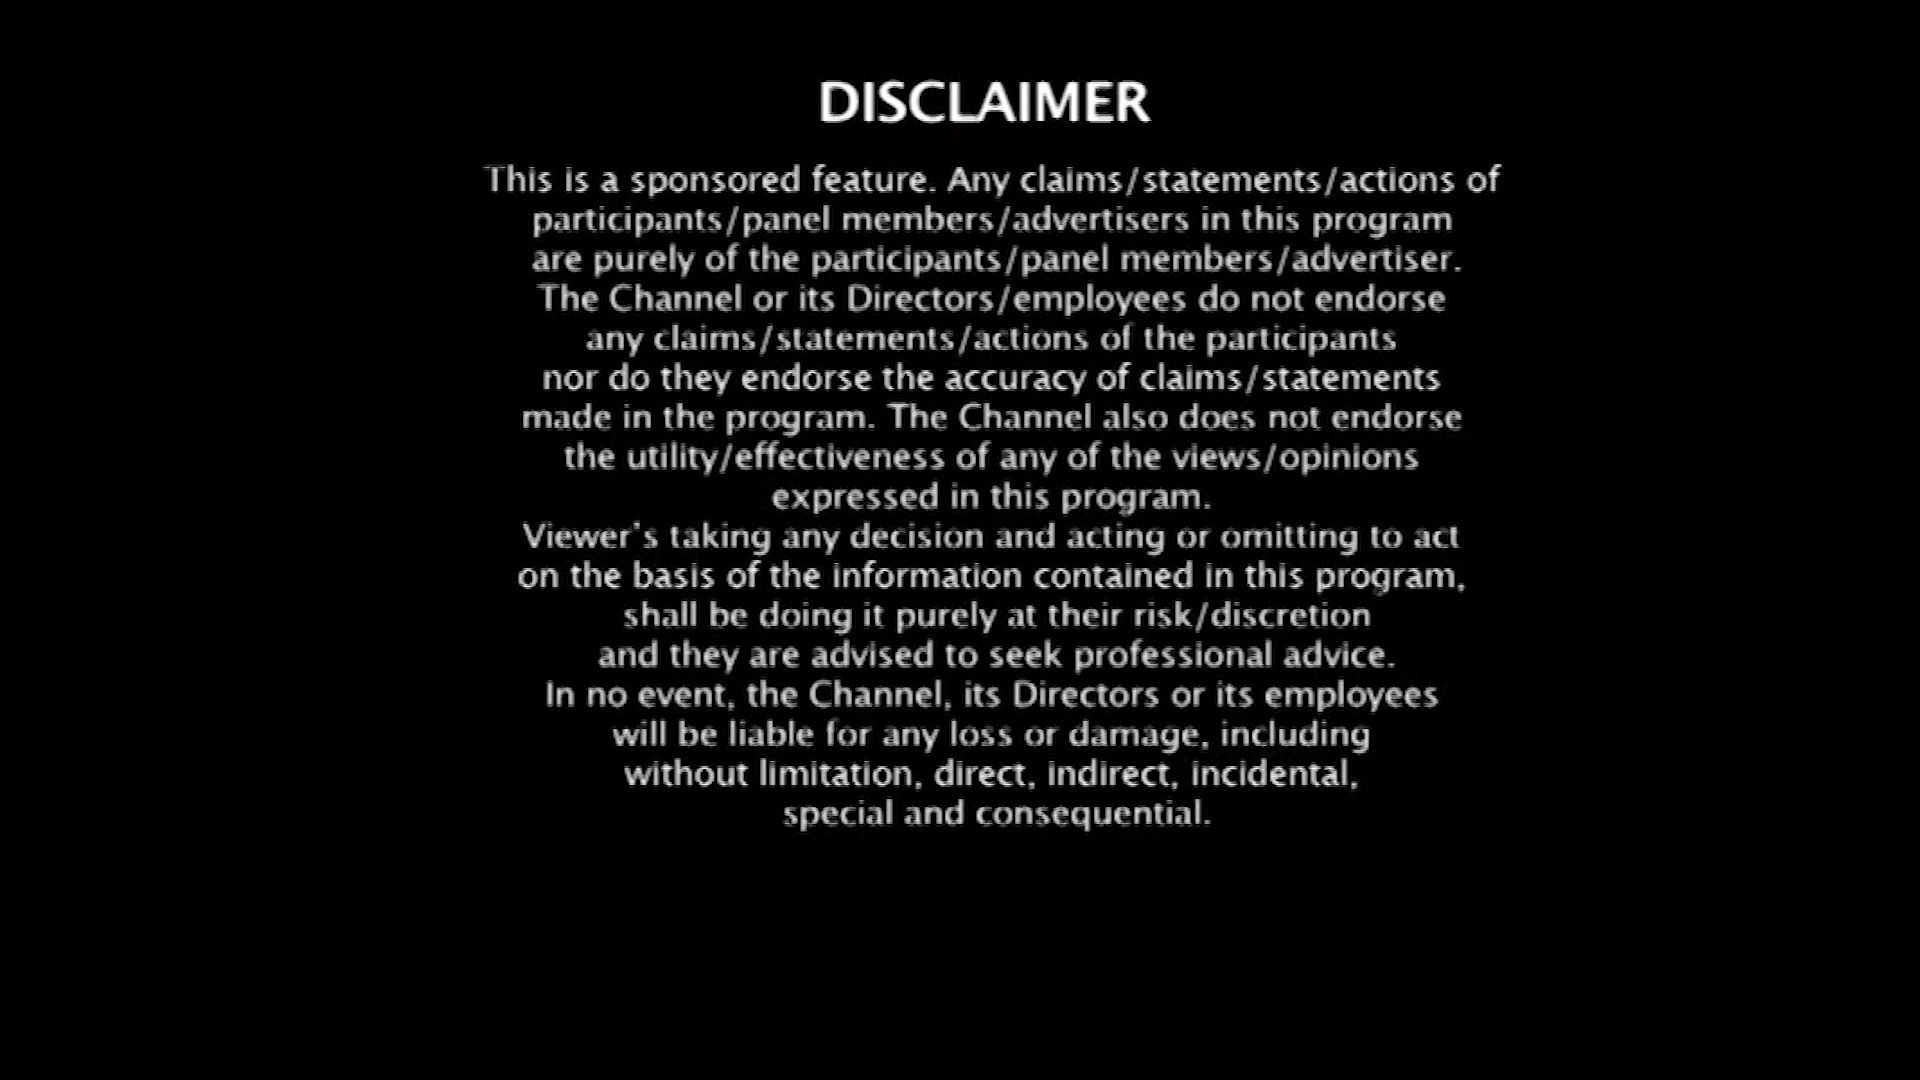 DISCLAIMER
This is a sponsored feature. Any claims/statements/actions of
participants/panel members/advertisers in this program
are purely of the participants/panel members/advertiser.
The Channel or its Directors/employees do not endorse
any claims/statements/actions of the participants
nor do they endorse the accuracy of claims/statements
made in the program. The Channel also does not endorse
the utility/effectiveness of any of the views/opinions
expressed in this program.
Viewer's taking any decision and acting or omitting to act
on the basis of the information contained in this program,
shall be doing it purely at their risk/discretion
and they are advised to seek professional advice.
In no event, the Channel, its Directors or its employees
will be liable for any loss or damage, including
without limitation, direct, indirect, incidental,
special and consequential.